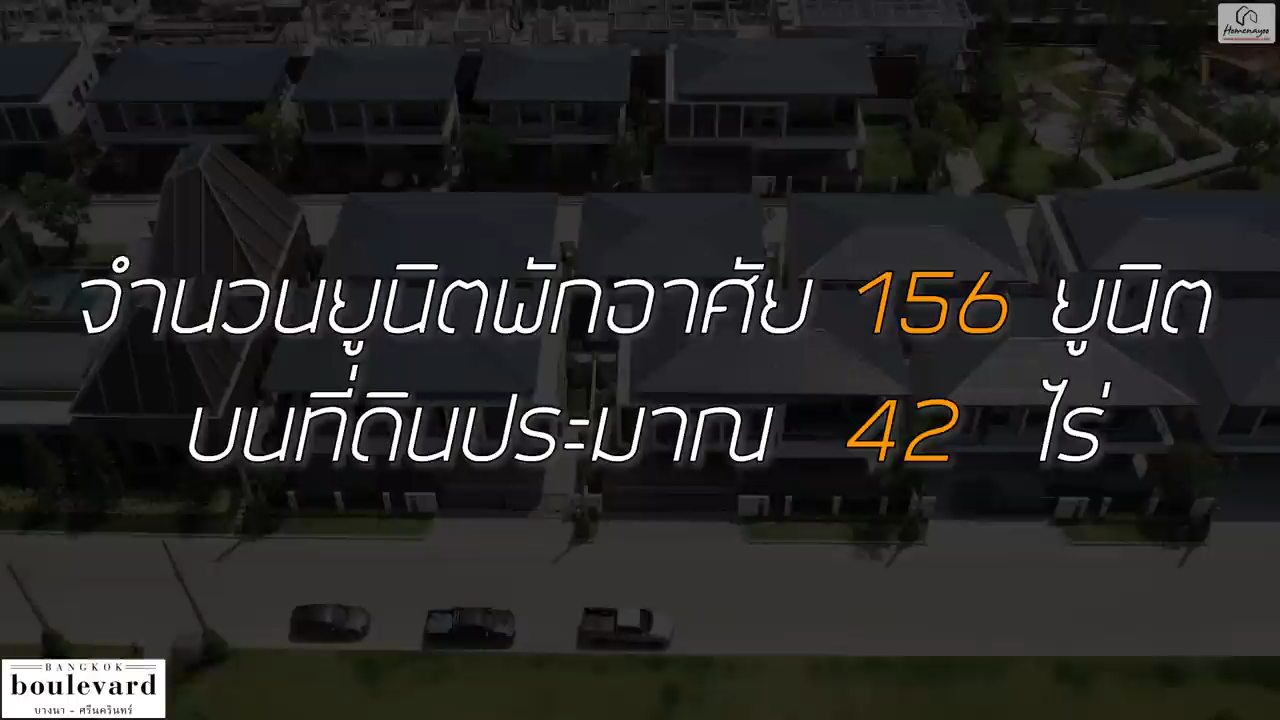 Homenayoo
จำนวนยูนิตพักอาศัย 156 ยูนิต
บนที่ดินประมาณ 42 ไร่
BANGKOK
boulevard
บางนา - ศรีนครินทร์